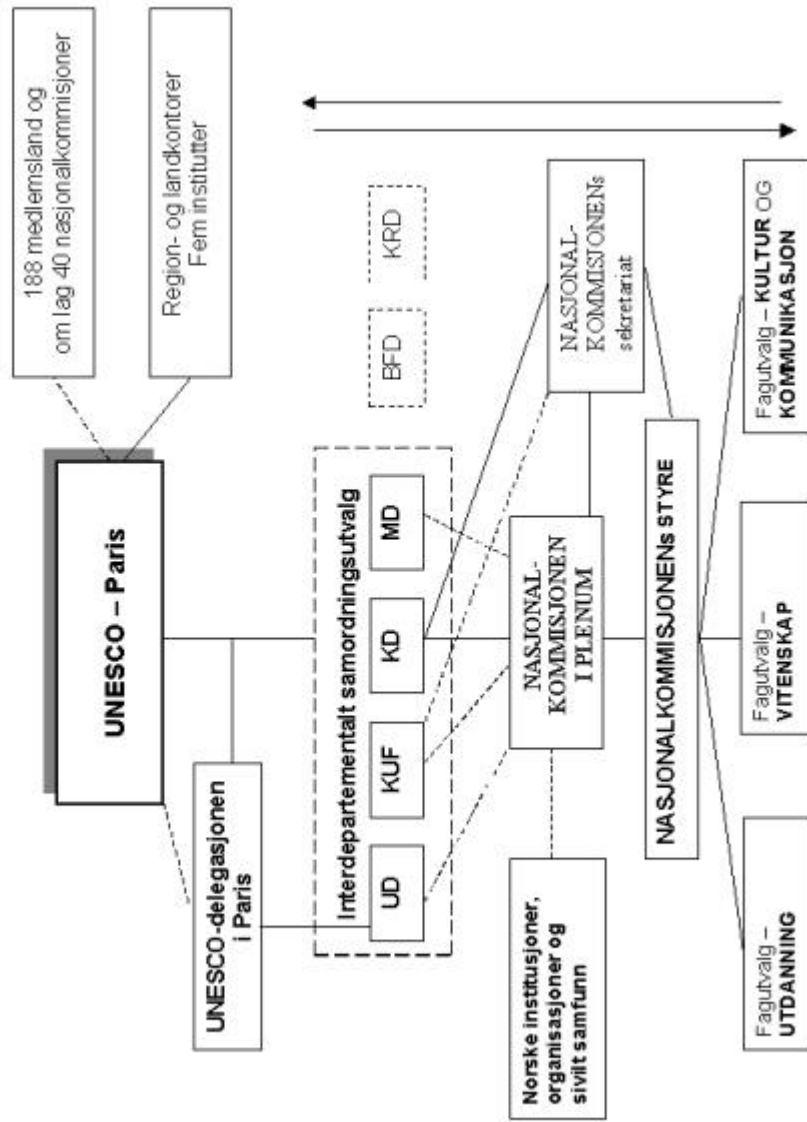 188 medlemsland og
om lag 40 nasjonalkommisjoner
UNESCO – Paris
Region- og landkontorer
Fem institutter
UNESCO-delegasjonen
i Paris
Interdepartementalt samordningsutvalg
UD
KUF
KD
MD
BFD
KRD
Norske institusjoner,
organisasjoner og
sivilt samfunn
NASJONAL-
KOMMISJONEN
I PLENUM
NASJONAL-
KOMMISJONENs
sekretariat
NASJONALKOMMISJONENs STYRE
Fagutvalg –
UTDANNING
Fagutvalg –
VITENSKAP
Fagutvalg – KULTUR OG
KOMMUNIKASJON